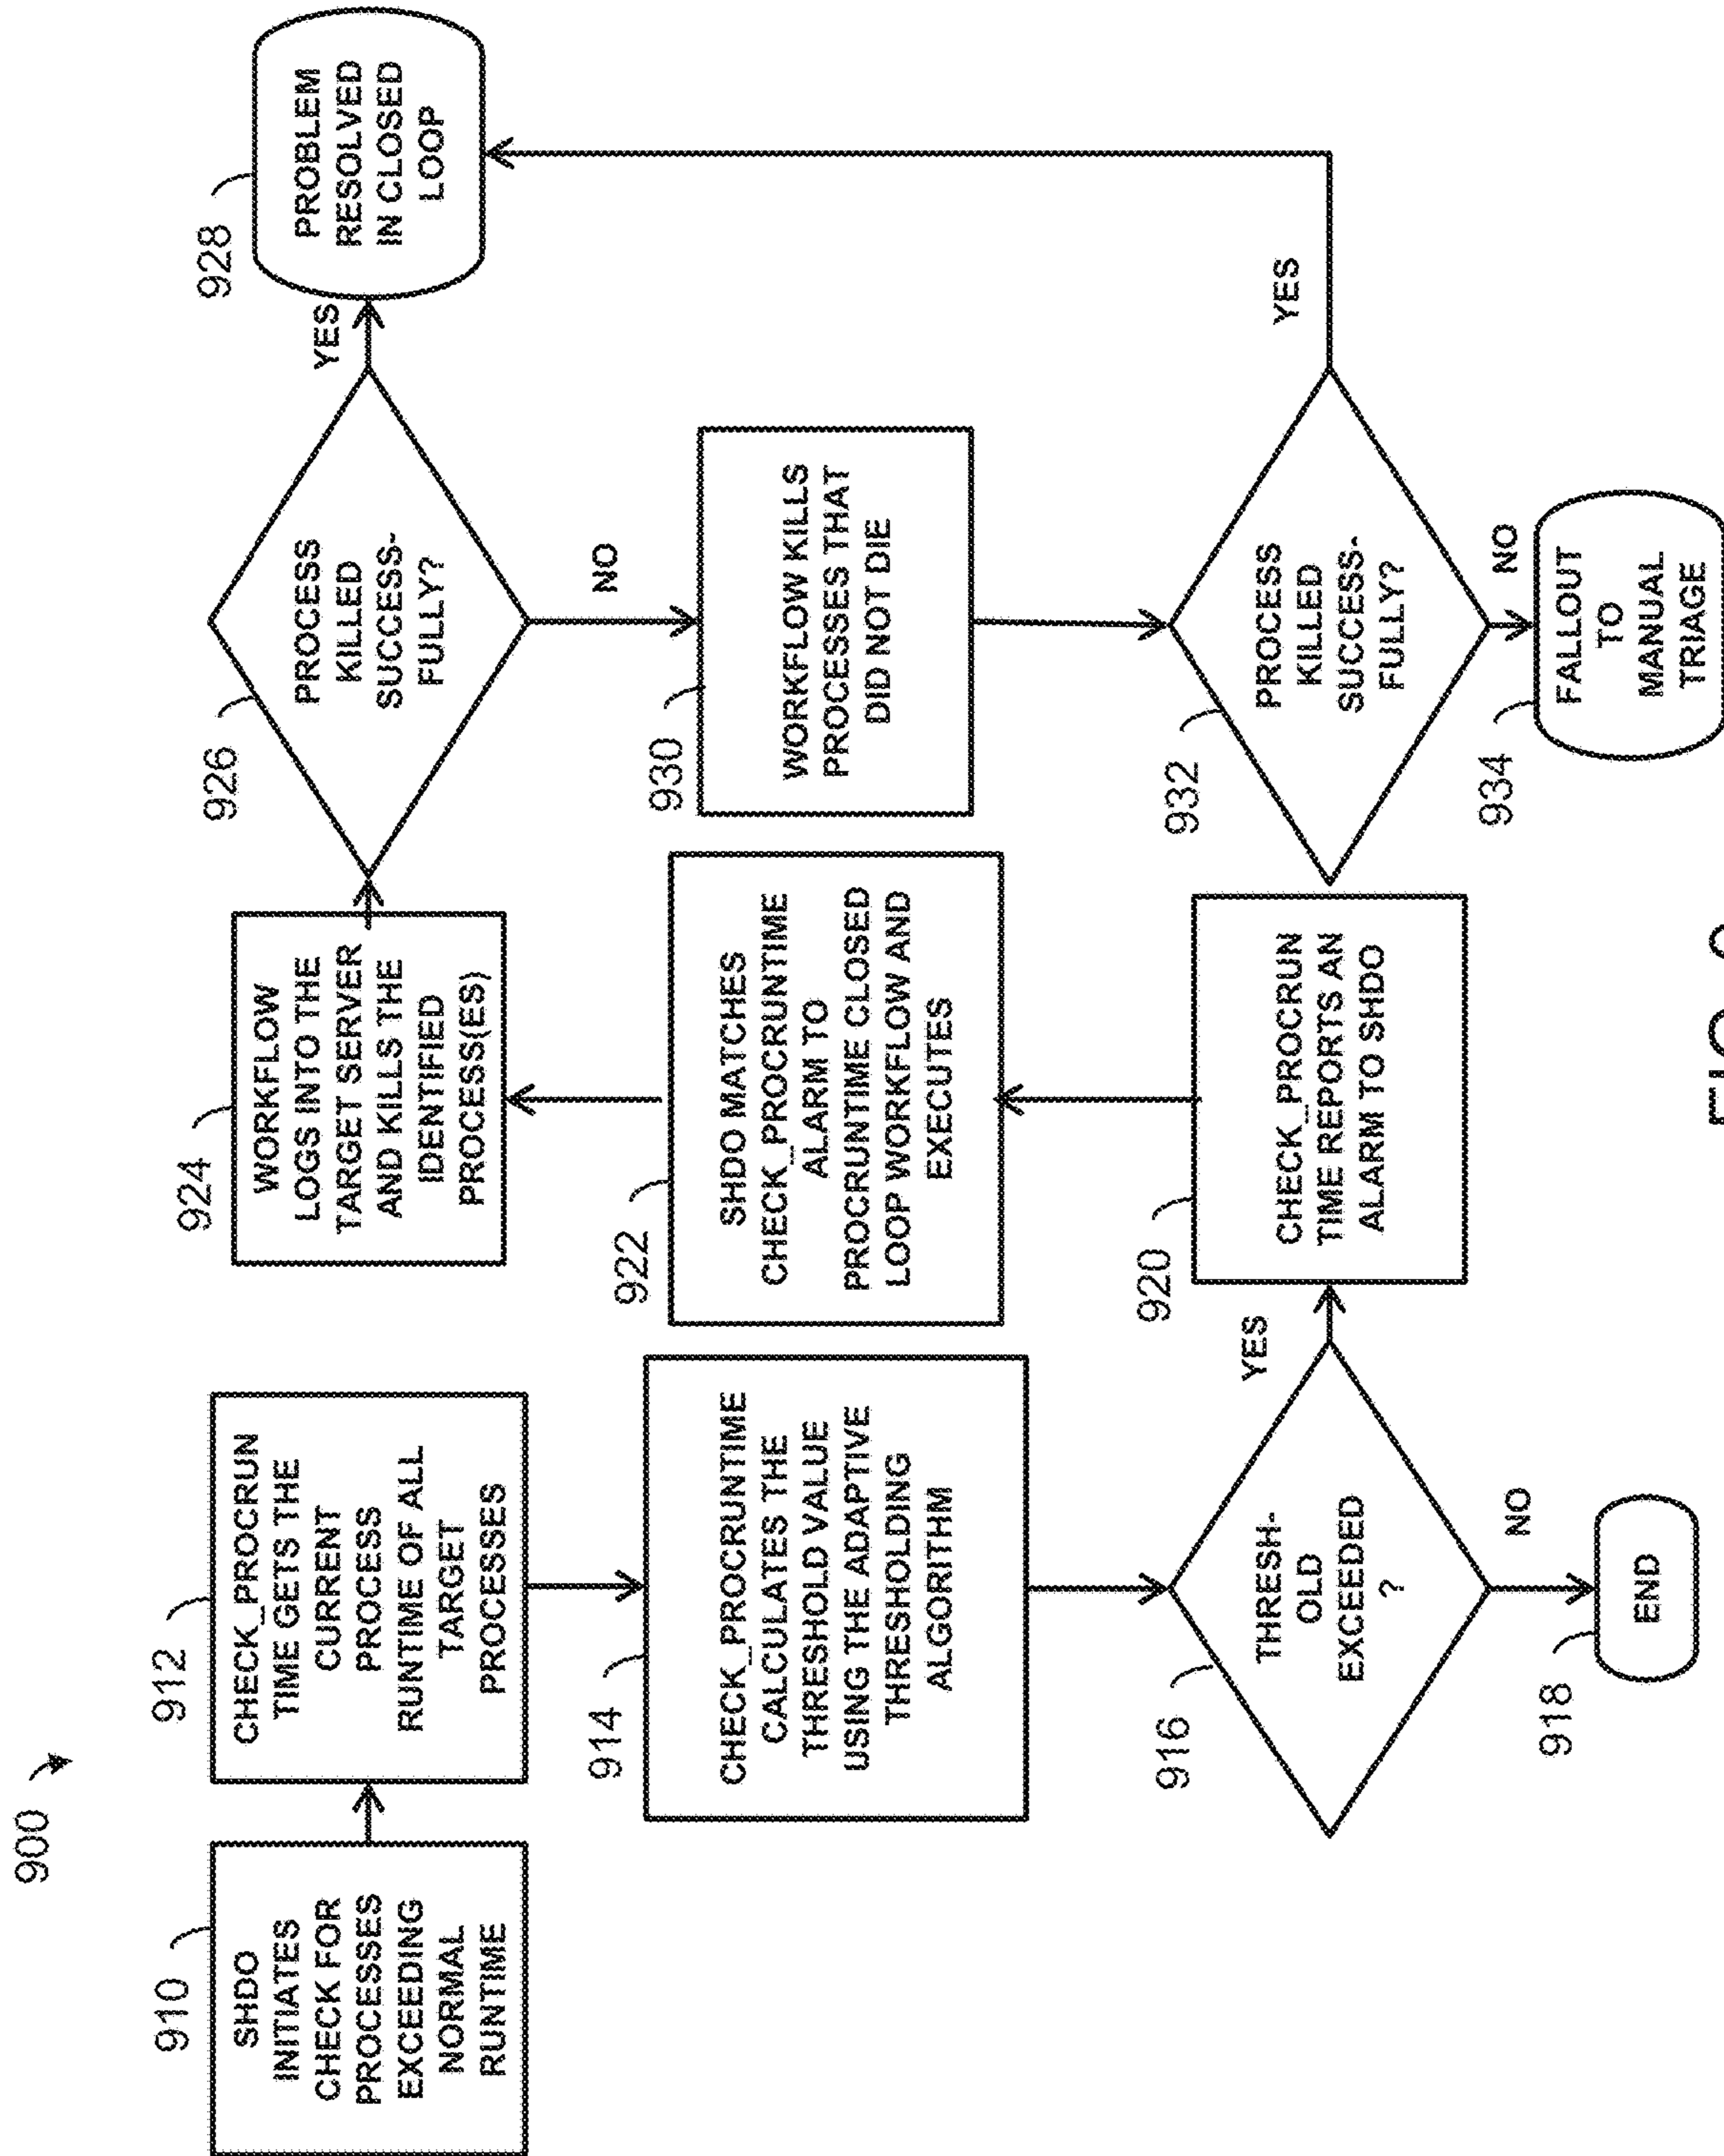 900
910
SHDO
INITIATES
CHECK FOR
PROCESSES
EXCEEDING
NORMAL
RUNTIME
912
CHECK_PROCRUN
TIME GETS THE
CURRENT
PROCESS
RUNTIME OF ALL
TARGET
PROCESSES
914
CHECK_PROCRUNTIME
CALCULATES THE
THRESHOLD VALUE
USING THE ADAPTIVE
THRESHOLDING
ALGORITHM
916
THRESH-
OLD
EXCEEDED
?
NO
918
END
YES
920
CHECK_PROCRUN
TIME REPORTS AN
ALARM TO SHDO
922
SHDO MATCHES
CHECK_PROCRUNTIME
ALARM TO
PROCRUNTIME CLOSED
LOOP WORKFLOW AND
EXECUTES
924
WORKFLOW
LOGS INTO THE
TARGET SERVER
AND KILLS THE
IDENTIFIED
PROCESS(ES)
926
PROCESS
KILLED
SUCCESS-
FULLY?
YES
928
PROBLEM
RESOLVED
IN CLOSED
LOOP
NO
930
WORKFLOW KILLS
PROCESSES THAT
DID NOT DIE
932
PROCESS
KILLED
SUCCESS-
FULLY?
YES
NO
934
FALLOUT
TO
MANUAL
TRIAGE